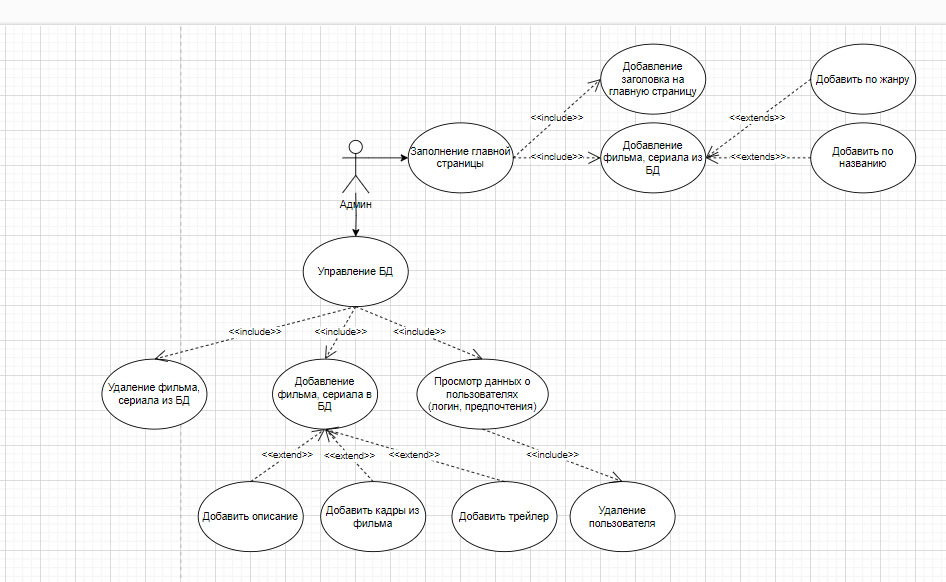 Добавление
заголовка на
главную страницу
Добавить по жанру
<<include>>
<<extends>>
Заполнение главной
страницы
<<include>>
Добавление
фильма, сериала из
БД
<<extends>>
Добавить по
названию
Админ
Управление БД
<<include>>
<<include>>
<<include>>
Удаление фильма,
сериала из БД
Добавление
фильма, сериала в
БД
Просмотр данных о
пользователях
(логин, предпочтения)
<<extend>>
<<extend>>
<<extend>>
<<include>>
Добавить описание
Добавить кадры из
фильма
Добавить трейлер
Удаление
пользователя